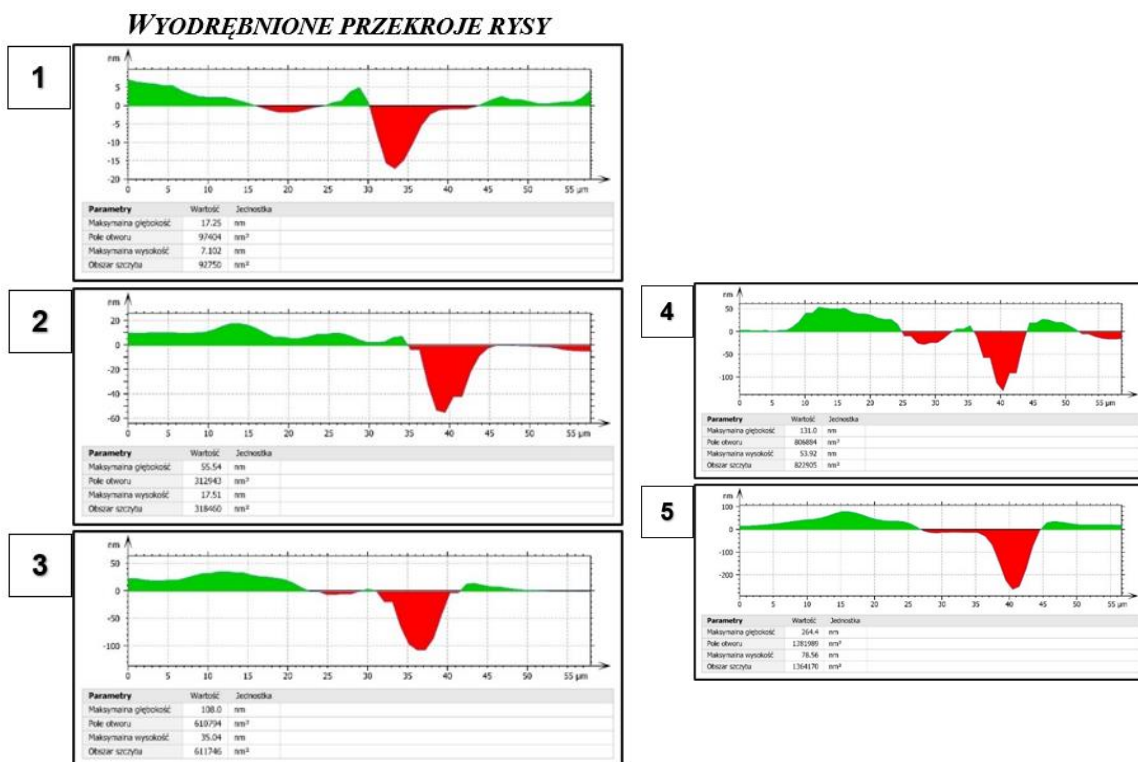 WYODRĘBNIONE PRZEKROJE RYSY
1
nm
5
0
-5
-10
-15
-20
0 5 10 15 20 25 30 35 40 45 50 55 µm
Parametry Wartość Jednostka
Maksymalna głębokość 17.25 nm
Pole otworu 97404 nm²
Maksymalna wysokość 7.102 nm
Obszar szczytu 92750 nm²
2
nm
20
0
-20
-40
-60
0 5 10 15 20 25 30 35 40 45 50 55 µm
Parametry Wartość Jednostka
Maksymalna głębokość 55.54 nm
Pole otworu 312943 nm²
Maksymalna wysokość 17.51 nm
Obszar szczytu 318460 nm²
3
nm
50
0
-50
-100
0 5 10 15 20 25 30 35 40 45 50 55 µm
Parametry Wartość Jednostka
Maksymalna głębokość 108.0 nm
Pole otworu 610794 nm²
Maksymalna wysokość 35.04 nm
Obszar szczytu 611746 nm²
4
nm
50
0
-50
-100
0 5 10 15 20 25 30 35 40 45 50 55 µm
Parametry Wartość Jednostka
Maksymalna głębokość 131.0 nm
Pole otworu 806884 nm²
Maksymalna wysokość 53.92 nm
Obszar szczytu 822905 nm²
5
nm
100
0
-100
-200
0 5 10 15 20 25 30 35 40 45 50 55 µm
Parametry Wartość Jednostka
Maksymalna głębokość 264.4 nm
Pole otworu 1281989 nm²
Maksymalna wysokość 78.56 nm
Obszar szczytu 1364170 nm²